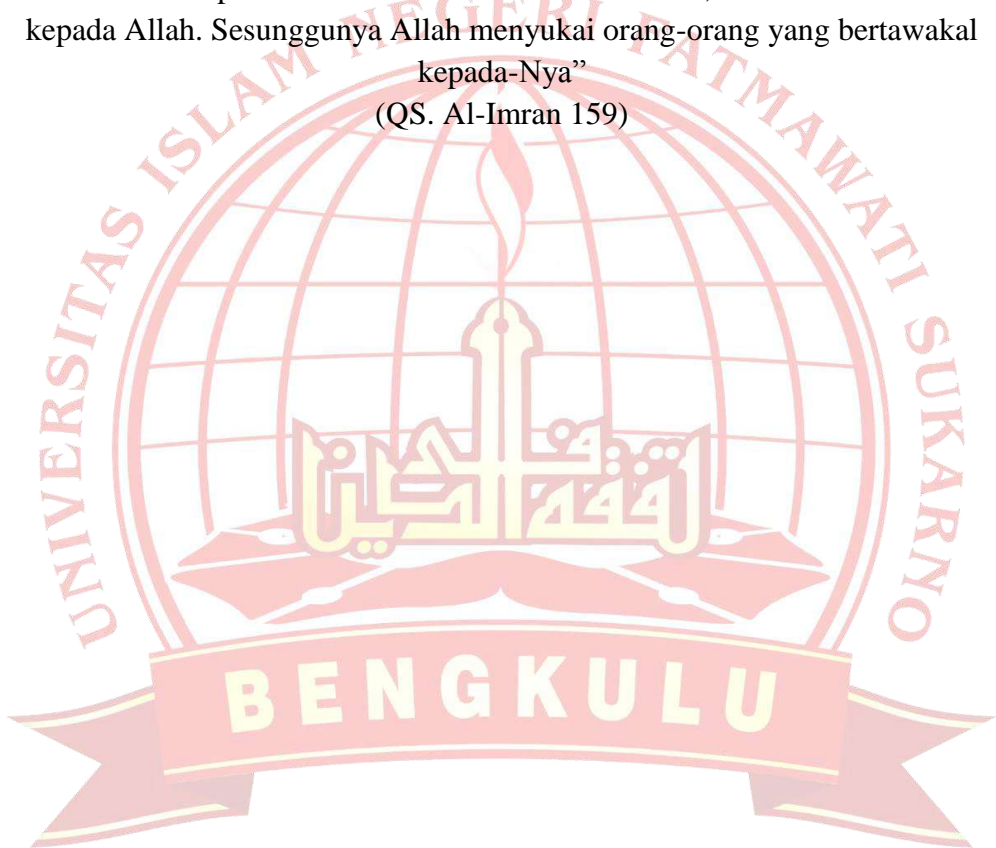 kepada Allah. Sesunggunya Allah menyukai orang-orang yang bertawakal
kepada-Nya”
(QS. Al-Imran 159)
UNIVERSITAS ISLAM NEGERI FATMAWATI SUKARNO
BENGKULU